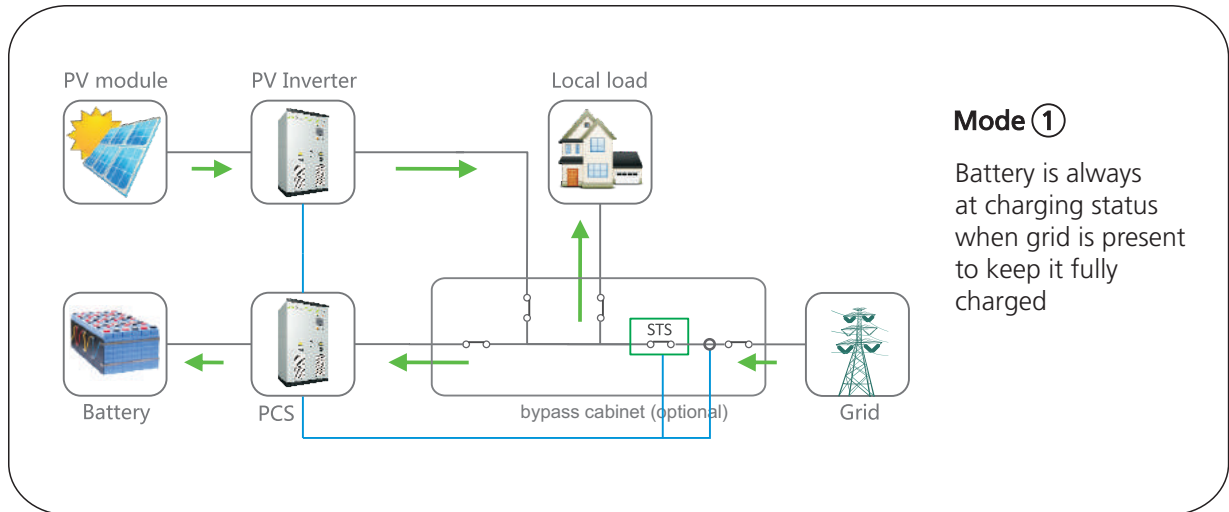 PV module
PV Inverter
Local load
Mode 1
Battery is always
at charging status
when grid is present
to keep it fully
charged
STS
Battery
PCS
bypass cabinet (optional)
Grid